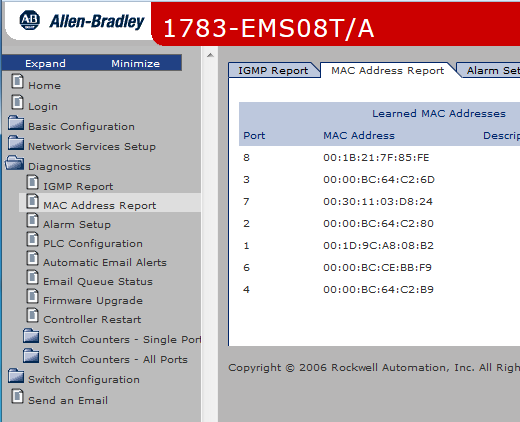 AB Allen-Bradley
1783-EMS08T/A
Expand Minimize
Home
Login
Basic Configuration
Network Services Setup
Diagnostics
IGMP Report
MAC Address Report
Alarm Setup
PLC Configuration
Automatic Email Alerts
Email Queue Status
Firmware Upgrade
Controller Restart
Switch Counters - Single Por
Switch Counters - All Ports
Switch Configuration
Send an Email
IGMP Report MAC Address Report Alarm Set
Learned MAC Addresses
Port MAC Address Descrip
8 00:1B:21:7F:85:FE
3 00:00:BC:64:C2:6D
7 00:30:11:03:D8:24
2 00:00:BC:64:C2:80
1 00:1D:9C:A8:08:B2
6 00:00:BC:CE:BB:F9
4 00:00:BC:64:C2:B9
Copyright © 2006 Rockwell Automation, Inc. All Righ